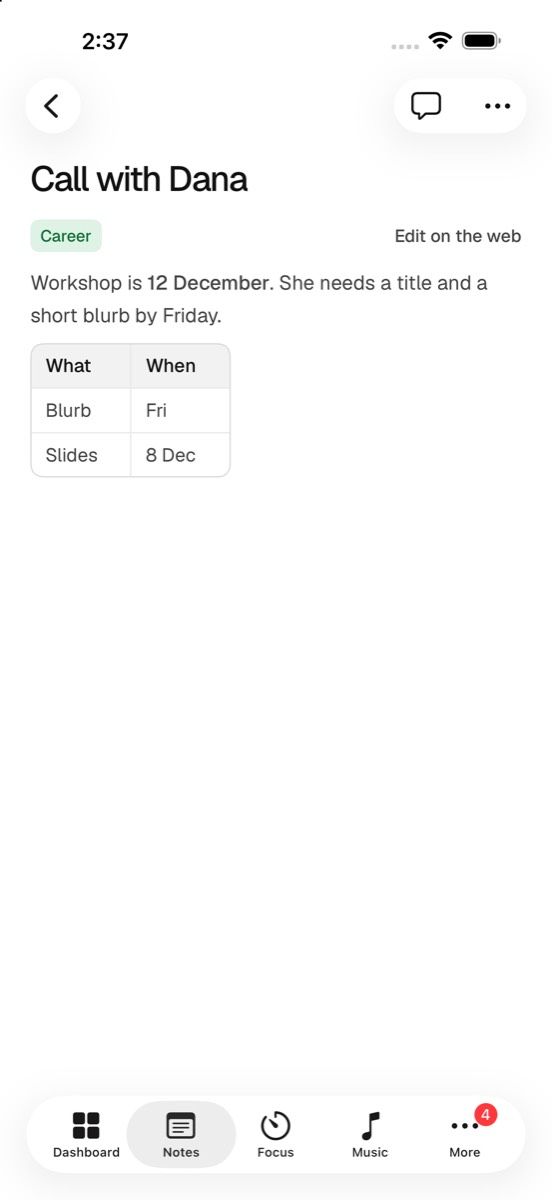 2:37
Call with Dana
Career
Edit on the web
Workshop is 12 December. She needs a title and a
short blurb by Friday.
What When
Blurb Fri
Slides 8 Dec
4
Dashboard Notes Focus Music More